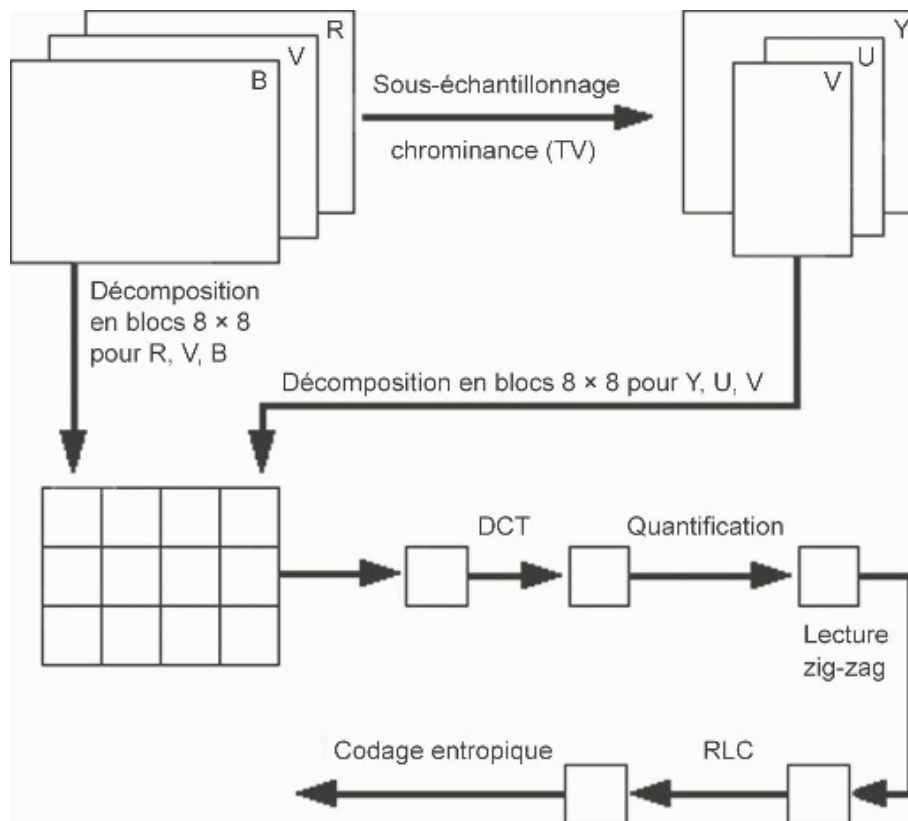 R
V
B
Sous-échantillonnage
chrominance (TV)
Y
U
V
Décomposition
en blocs 8 × 8
pour R, V, B
Décomposition en blocs 8 × 8 pour Y, U, V
DCT
Quantification
Lecture
zig-zag
Codage entropique
RLC